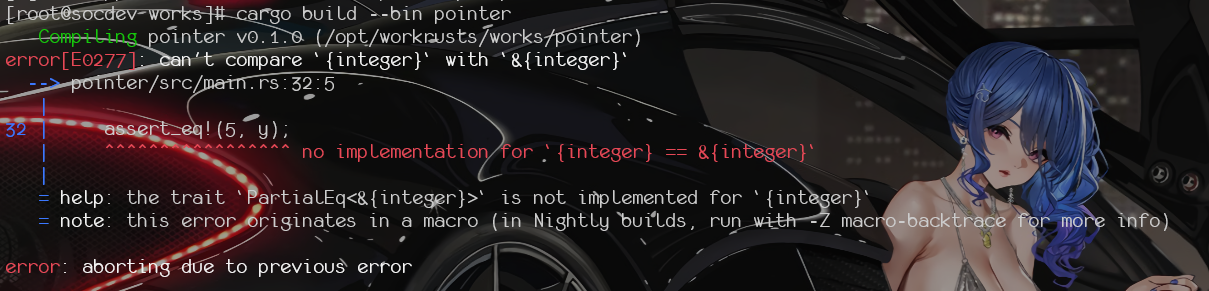 [root@socdev-works]# cargo build --bin pointer
   Compiling pointer v0.1.0 (/opt/workrusts/works/pointer)
error[E0277]: can't compare `{integer}` with `&{integer}`
_  --> pointer/src/main.rs:32:5
   |
32 |     assert_eq!(5, y);
   |     ^^^^^^^^^^^^^^^^^ no implementation for `{integer} == &{integer}`
   |
   = help: the trait `PartialEq<&{integer}>` is not implemented for `{integer}`
   = note: this error originates in a macro (in Nightly builds, run with -Z macro-backtrace for more info)
error: aborting due to previous error